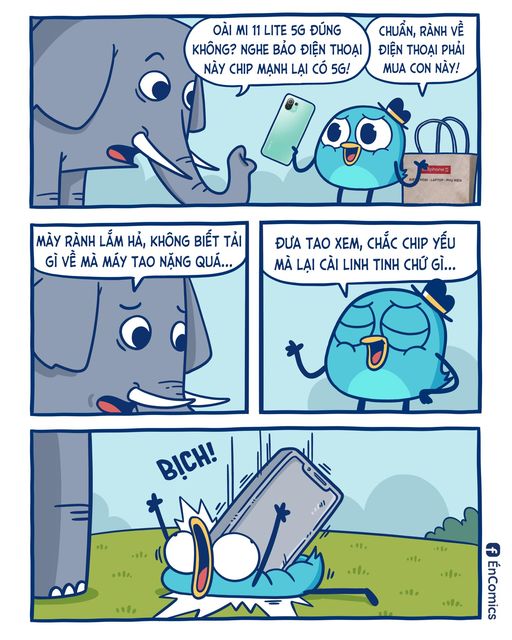 OÀI MI 11 LITE 5G ĐÚNG
KHÔNG? NGHE BẢO ĐIỆN THOẠI
NÀY CHIP MẠNH LẠI CÓ 5G!
CHUẨN, RÀNH VỀ
ĐIỆN THOẠI PHẢI
MUA CON NÀY!
MÀY RÀNH LẮM HẢ, KHÔNG BIẾT TẢI
GÌ VỀ MÀ MÁY TAO NẶNG QUÁ...
ĐƯA TAO XEM, CHẮC CHIP YẾU
MÀ LẠI CÀI LINH TINH CHỨ GÌ...
BỊCH!
ÉnComics